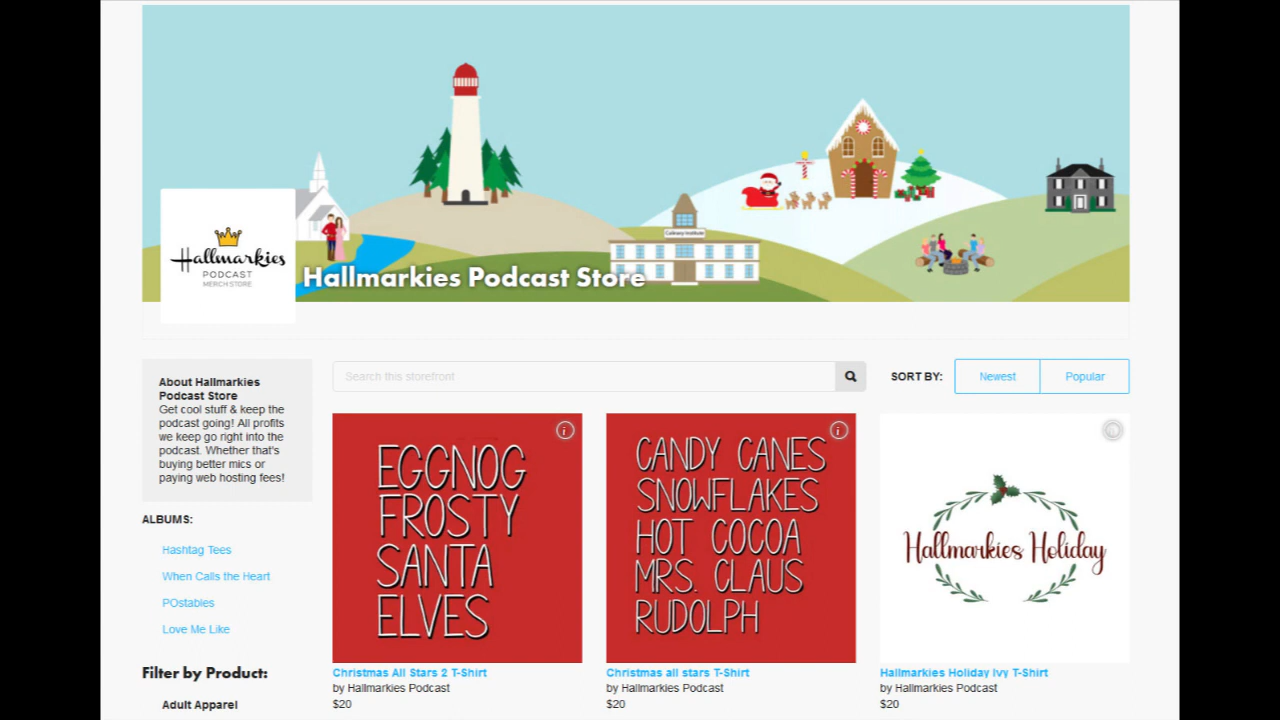 Culinary Institute
Hallmarkies
PODCAST
MERCH STORE
Hallmarkies Podcast Store
About Hallmarkies
Podcast Store
Get cool stuff & keep the
podcast going! All profits
we keep go right into the
podcast. Whether that's
buying better mics or
paying web hosting fees!
ALBUMS:
Hashtag Tees
When Calls the Heart
POstables
Love Me Like
Filter by Product:
Adult Apparel
Search this storefront
SORT BY:
Newest
Popular
EGGNOG
FROSTY
SANTA
ELVES
Christmas All Stars 2 T-Shirt
by Hallmarkies Podcast
$20
CANDY CANES
SNOWFLAKES
HOT COCOA
MRS. CLAUS
RUDOLPH
Christmas all stars T-Shirt
by Hallmarkies Podcast
$20
Hallmarkies Holiday
Hallmarkies Holiday Ivy T-Shirt
by Hallmarkies Podcast
$20